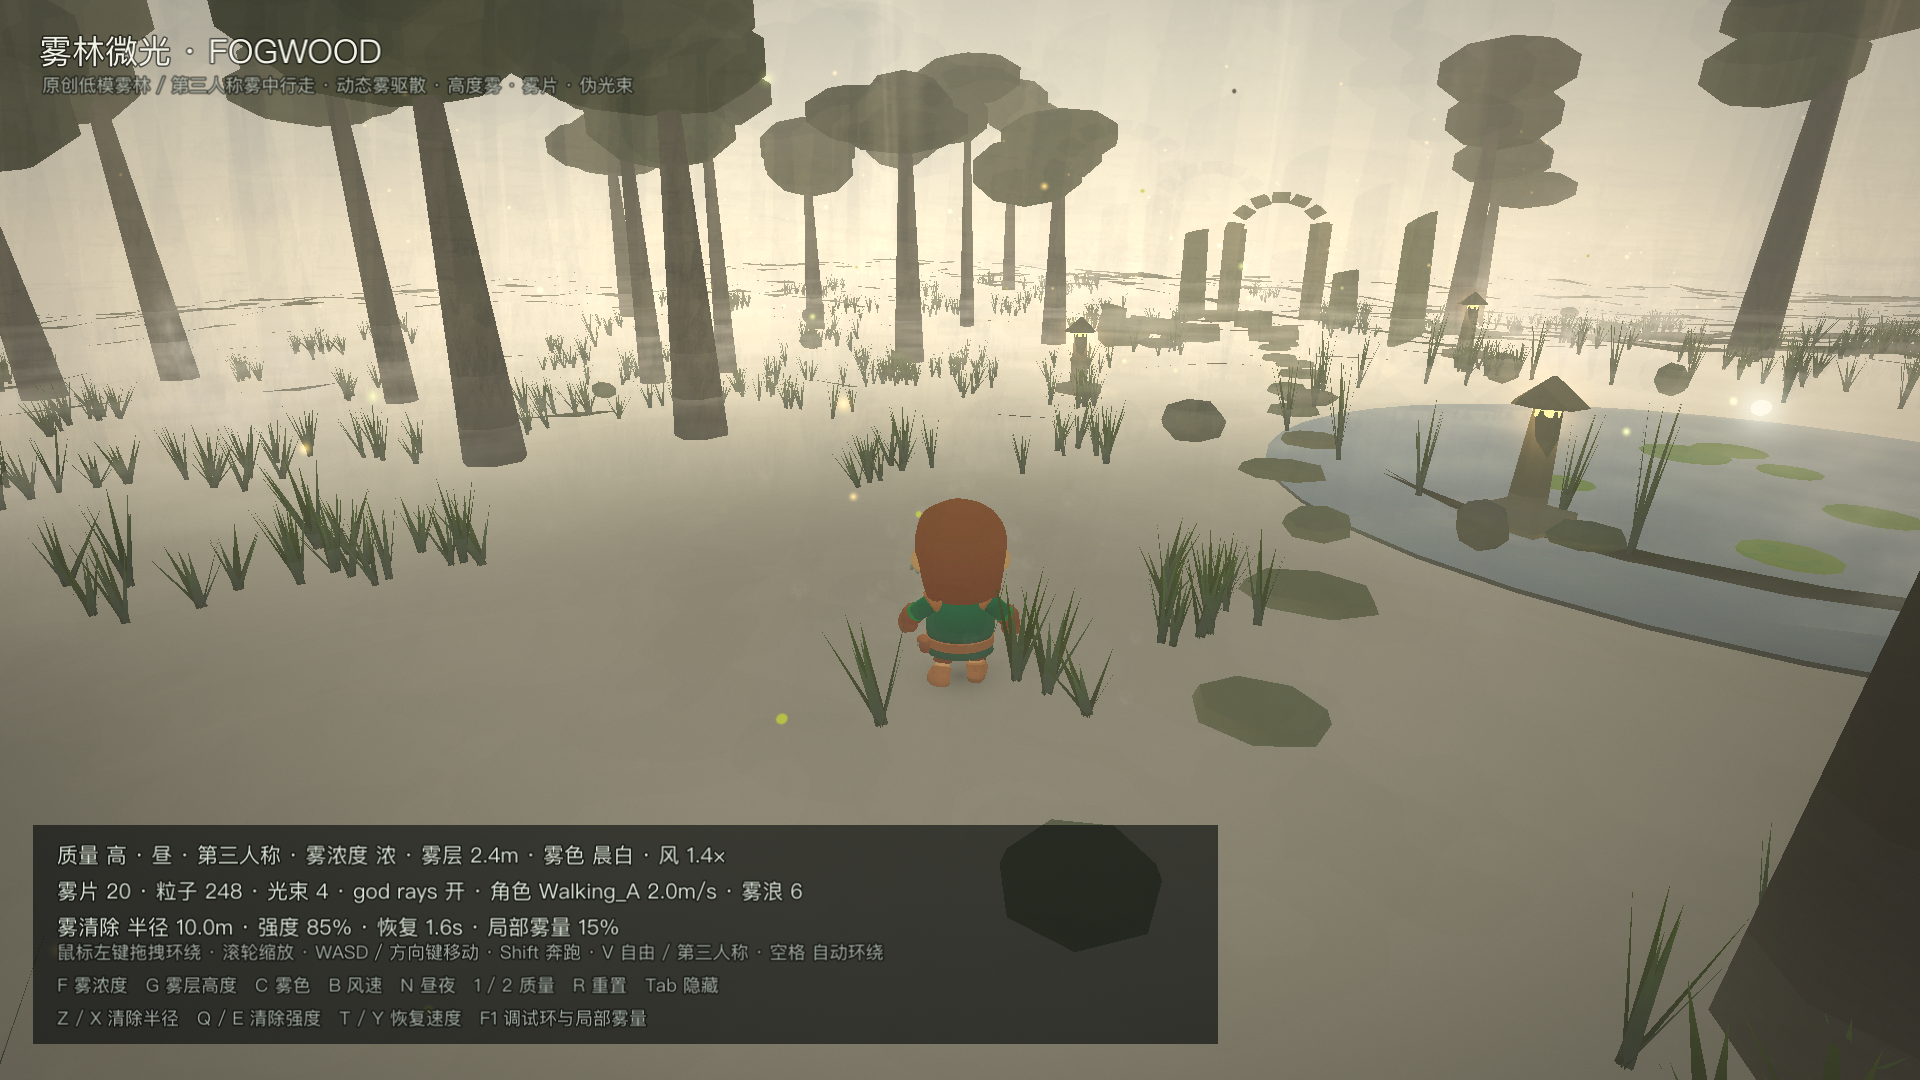 雾林微光 · FOGWOOD
原创低模雾林 / 第三人称雾中行走 · 动态雾驱散 · 高度雾 · 雾片 · 伪光束
质量 高 · 昼 · 第三人称 · 雾浓度 浓 · 雾层 2.4m · 雾色 晨白 · 风 1.4×
雾片 20 · 粒子 248 · 光束 4 · god rays 开 · 角色 Walking_A 2.0m/s · 雾浪 6
雾清除 半径 10.0m · 强度 85% · 恢复 1.6s · 局部雾量 15%
鼠标左键拖拽环绕 · 滚轮缩放 · WASD / 方向键移动 · Shift 奔跑 · V 自由 / 第三人称 · 空格 自动环绕
F 雾浓度 G 雾层高度 C 雾色 B 风速 N 昼夜 1 / 2 质量 R 重置 Tab 隐藏
Z / X 清除半径 Q / E 清除强度 T / Y 恢复速度 F1 调试环与局部雾量